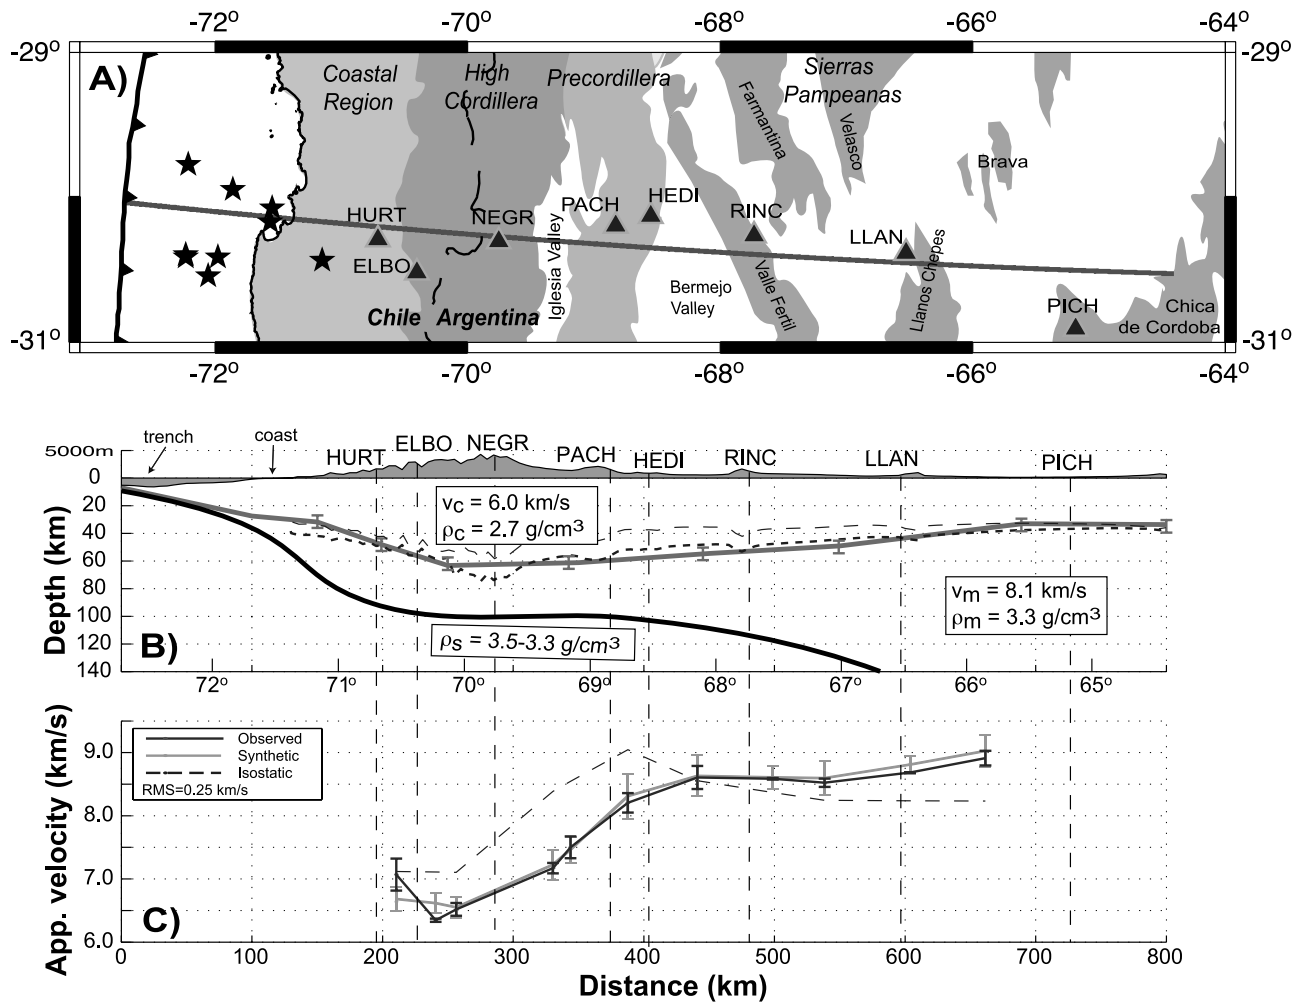 -72° -70° -68° -66° -64°
-29° -29°
A)
Coastal Region
High Cordillera
Precordillera
Sierras Pampeanas
Farmantina
Velasco
Brava
HURT
ELBO
NEGR
PACH
HEDI
RINC
LLAN
PICH
Iglesia Valley
Bermejo Valley
Valle Fertil
Llanos Chepes
Chica de Cordoba
Chile Argentina
-31° -31°
-72° -70° -68° -66° -64°
trench
coast
HURT ELBO NEGR PACH HEDI RINC LLAN PICH
5000m
0
20
40
60
80
100
120
140
Depth (km)
B)
vc = 6.0 km/s
ρc = 2.7 g/cm³
vm = 8.1 km/s
ρm = 3.3 g/cm³
ρs = 3.5-3.3 g/cm³
72° 71° 70° 69° 68° 67° 66° 65°
Observed
Synthetic
Isostatic
RMS=0.25 km/s
9.0
8.0
7.0
6.0
App. velocity (km/s)
C)
0 100 200 300 400 500 600 700 800
Distance (km)